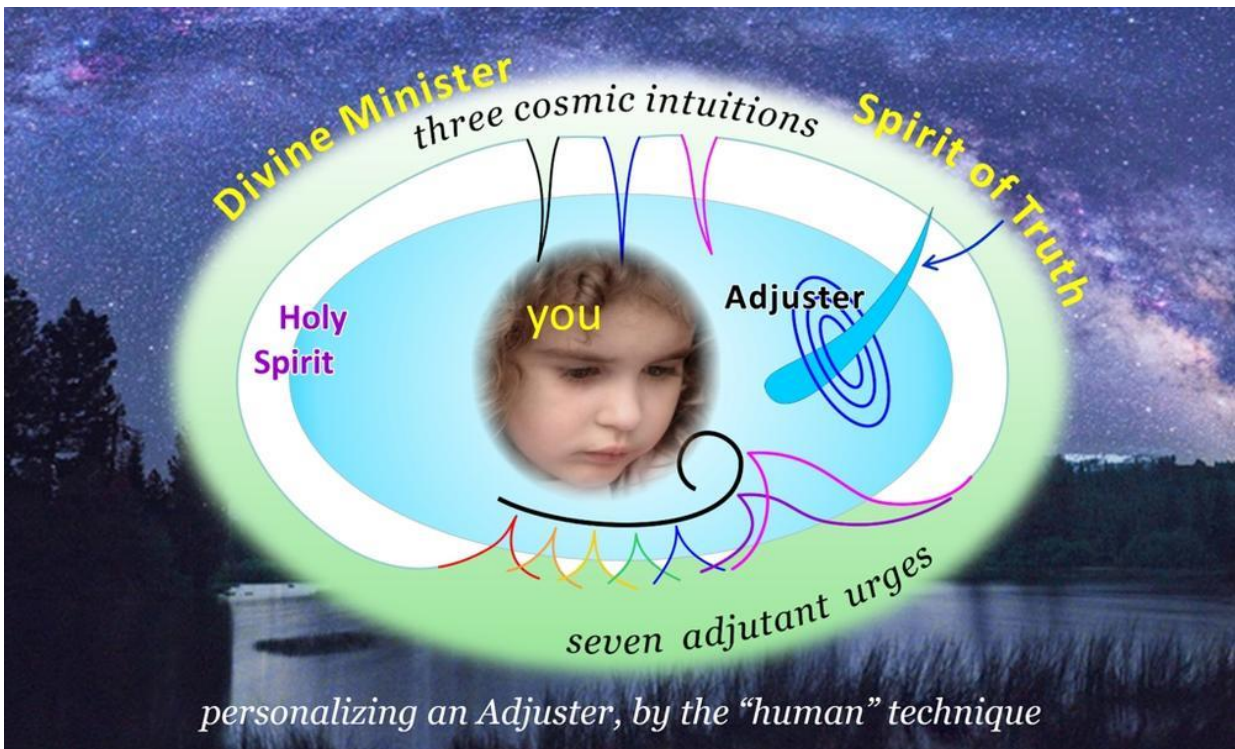 Divine Minister
three cosmic intuitions
Spirit of Truth
Holy
Spirit
you
Adjuster
seven adjutant urges
personalizing an Adjuster, by the “human” technique